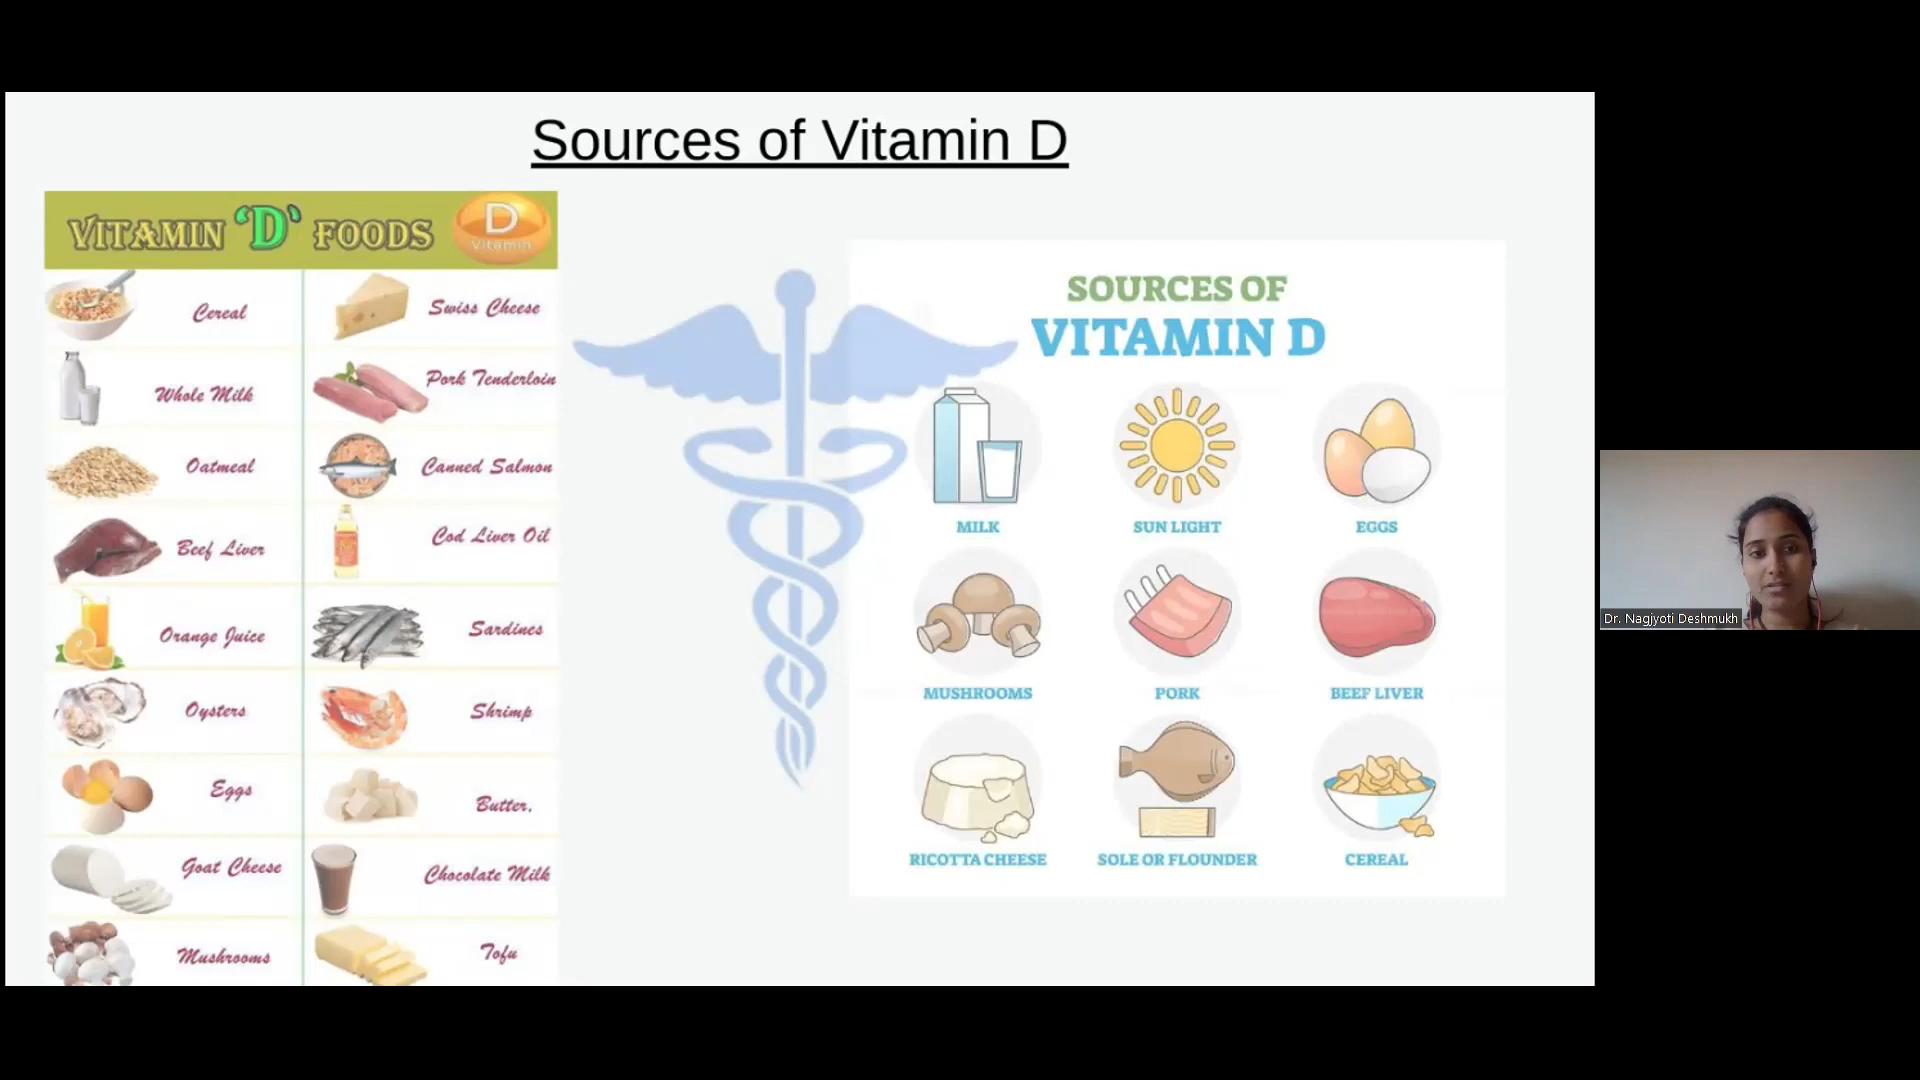 Sources of Vitamin D
VITAMIN 'D' FOODS
D
Vitamin
Cereal
Swiss Cheese
Whole Milk
Pork Tenderloin
Oatmeal
Canned Salmon
Beef Liver
Cod Liver Oil
Orange Juice
Sardines
Oysters
Shrimp
Eggs
Butter.
Goat Cheese
Chocolate Milk
Mushrooms
Tofu
SOURCES OF
VITAMIN D
MILK
SUN LIGHT
EGGS
MUSHROOMS
PORK
BEEF LIVER
RICOTTA CHEESE
SOLE OR FLOUNDER
CEREAL
Dr. Nagjyoti Deshmukh